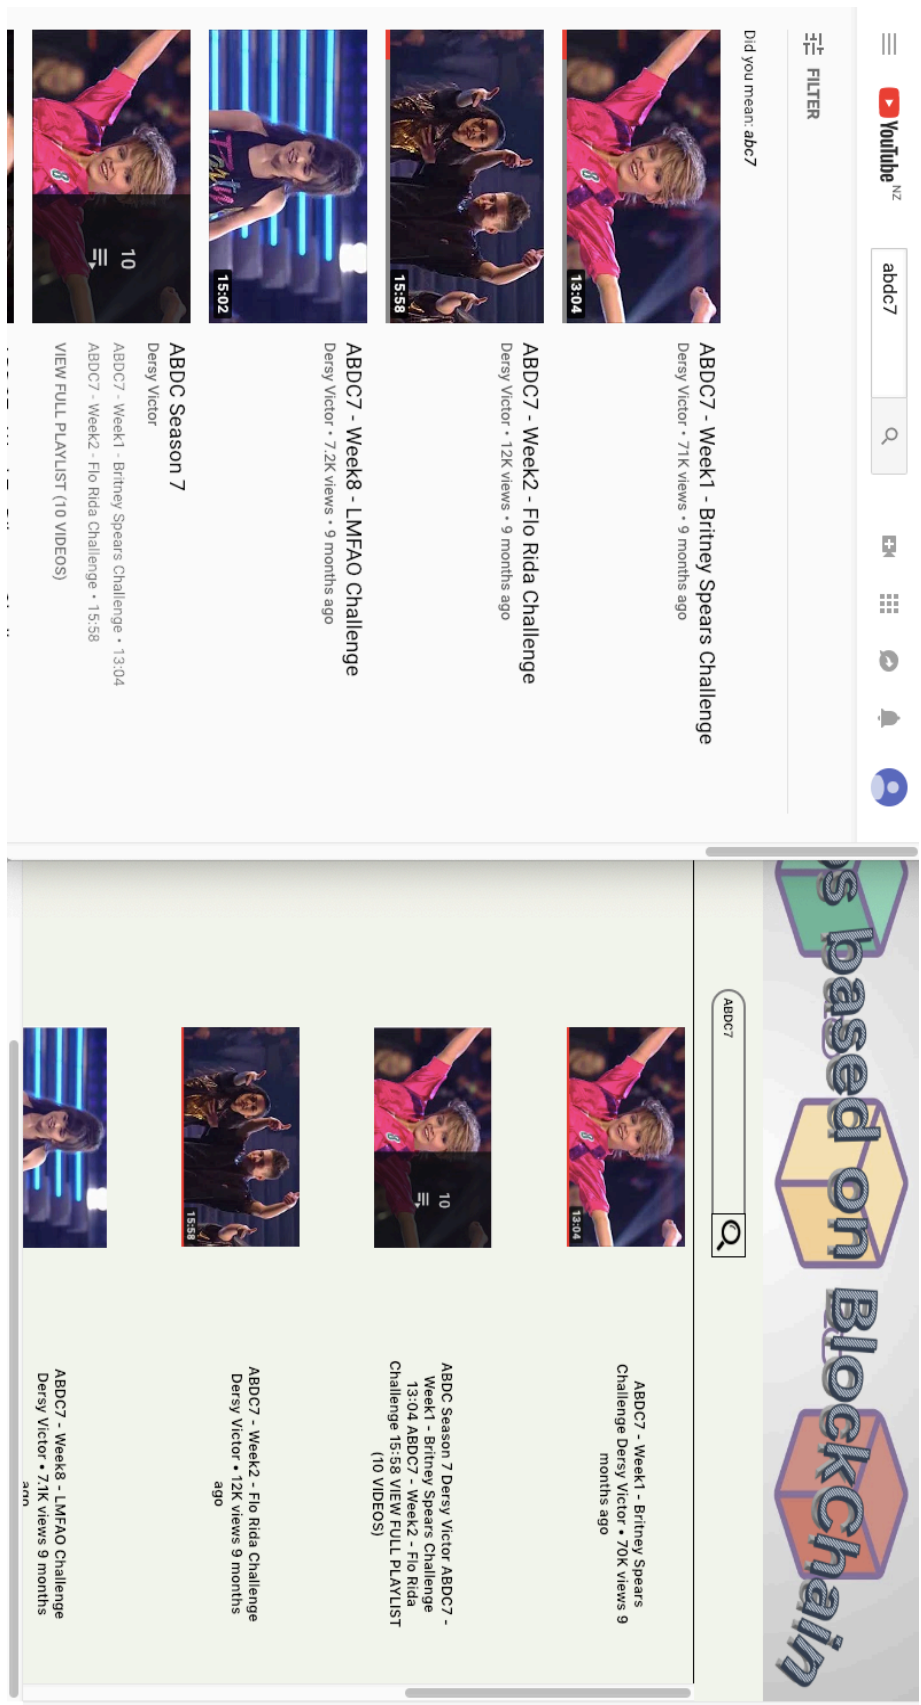 YouTube NZ
abdc7
FILTER
Did you mean: abc7
13:04
ABDC7 - Week1 - Britney Spears Challenge
Dersy Victor • 71K views • 9 months ago
15:58
ABDC7 - Week2 - Flo Rida Challenge
Dersy Victor • 12K views • 9 months ago
15:02
ABDC7 - Week8 - LMFAO Challenge
Dersy Victor • 7.2K views • 9 months ago
10
ABDC Season 7
Dersy Victor
ABDC7 - Week1 - Britney Spears Challenge • 13:04
ABDC7 - Week2 - Flo Rida Challenge • 15:58
VIEW FULL PLAYLIST (10 VIDEOS)
based on BlockChain
ABDC7
13:04
ABDC7 - Week1 - Britney Spears
Challenge Dersy Victor • 70K views 9
months ago
10
ABDC Season 7 Dersy Victor ABDC7 -
Week1 - Britney Spears Challenge
13:04 ABDC7 - Week2 - Flo Rida
Challenge 15:58 VIEW FULL PLAYLIST
(10 VIDEOS)
15:58
ABDC7 - Week2 - Flo Rida Challenge
Dersy Victor • 12K views 9 months
ago
ABDC7 - Week8 - LMFAO Challenge
Dersy Victor • 7.1K views 9 months
ago